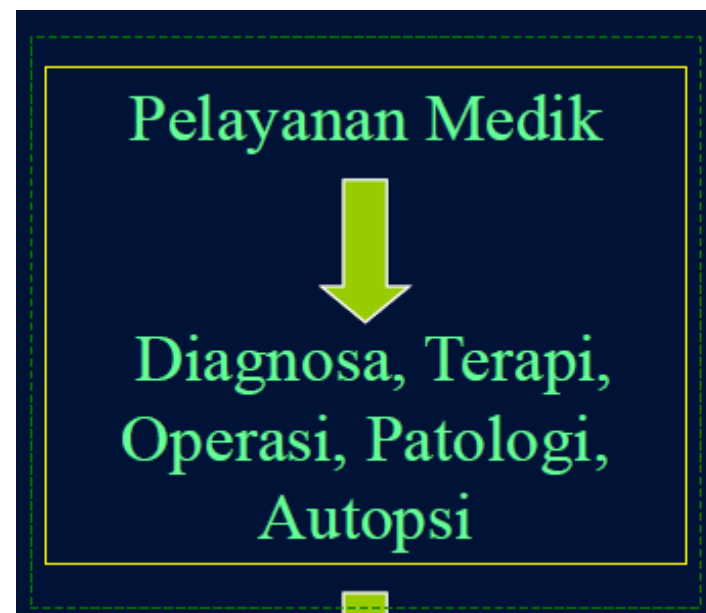 Pelayanan Medik
Diagnosa, Terapi,
Operasi, Patologi,
Autopsi